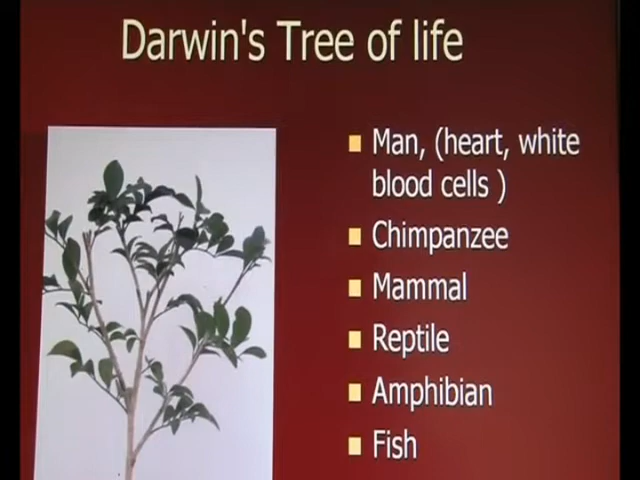 Darwin's Tree of life
Man, (heart, white
blood cells )
Chimpanzee
Mammal
Reptile
Amphibian
Fish